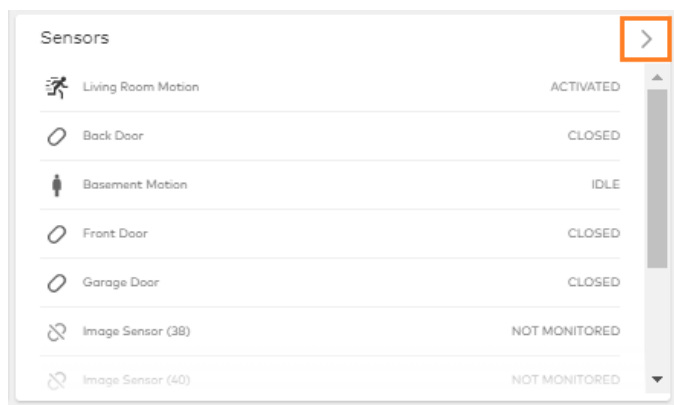 Sensors
Living Room Motion ACTIVATED
Back Door CLOSED
Basement Motion IDLE
Front Door CLOSED
Garage Door CLOSED
Image Sensor (38) NOT MONITORED
Image Sensor (40) NOT MONITORED